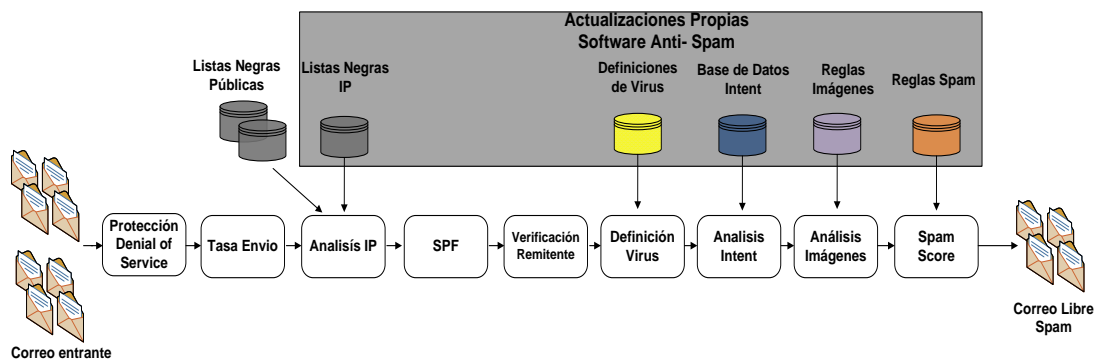 Actualizaciones Propias
Software Anti- Spam
Listas Negras
Públicas
Listas Negras
IP
Definiciones
de Virus
Base de Datos
Intent
Reglas
Imágenes
Reglas Spam
Protección
Denial of
Service
Tasa Envio
Analisís IP
SPF
Verificación
Remitente
Definición
Virus
Analisis
Intent
Análisis
Imágenes
Spam
Score
Correo Libre
Spam
Correo entrante